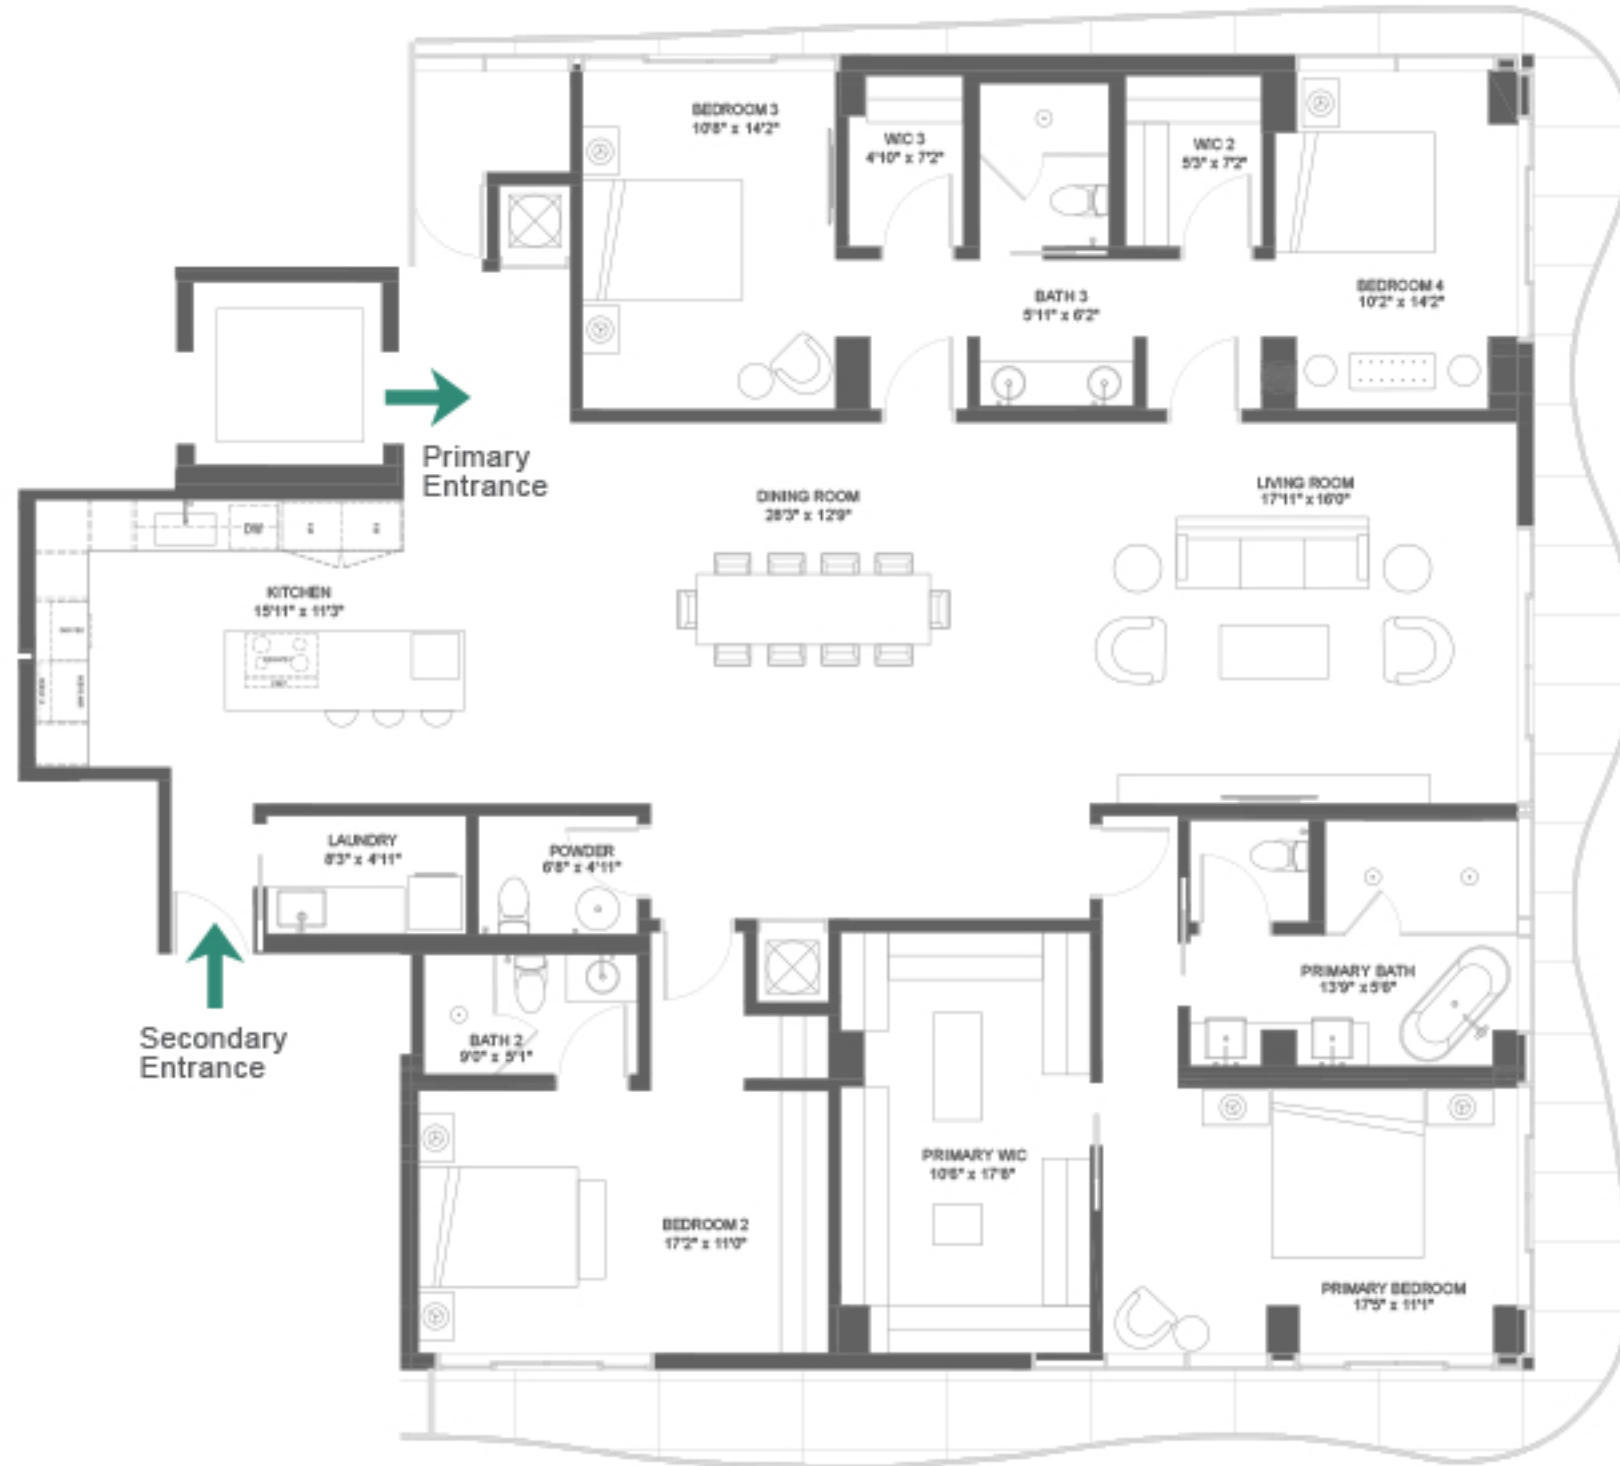 BEDROOM 3
10'8" x 14'2"
WIC 3
4'10" x 7'2"
WIC 2
5'3" x 7'2"
BATH 3
5'11" x 6'2"
BEDROOM 4
10'2" x 14'2"
Primary
Entrance
DINING ROOM
28'3" x 12'9"
LIVING ROOM
17'11" x 16'0"
DW
KITCHEN
15'11" x 11'3"
LAUNDRY
8'3" x 4'11"
POWDER
6'8" x 4'11"
Secondary
Entrance
BATH 2
9'0" x 5'1"
PRIMARY BATH
13'9" x 5'6"
PRIMARY WIC
10'6" x 17'8"
BEDROOM 2
17'2" x 11'0"
PRIMARY BEDROOM
17'5" x 11'1"